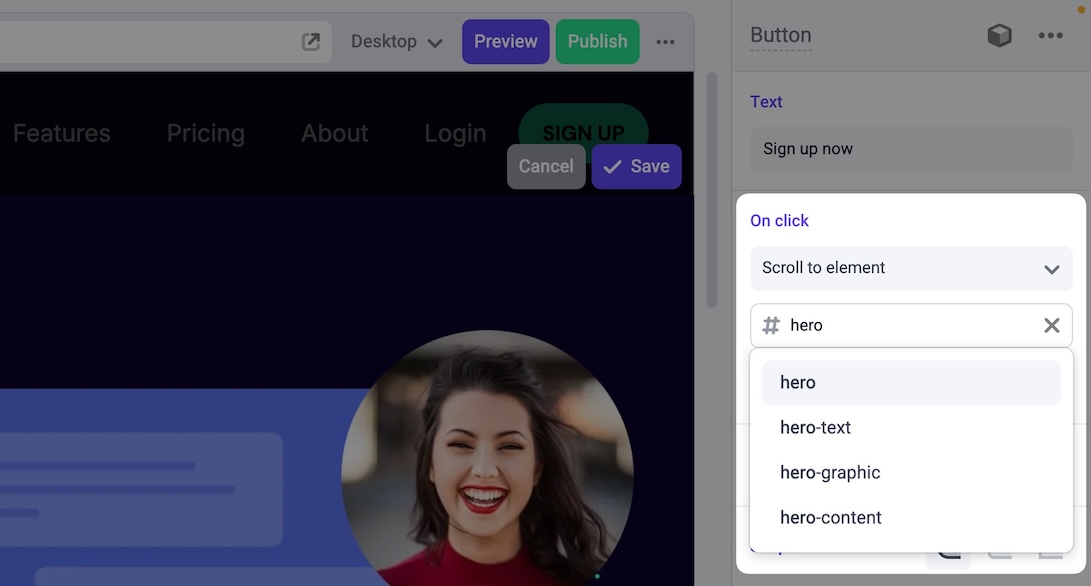 Desktop
Preview
Publish
Button
Text
Sign up now
Features
Pricing
About
Login
SIGN UP
Cancel
Save
On click
Scroll to element
# hero
hero
hero-text
hero-graphic
hero-content